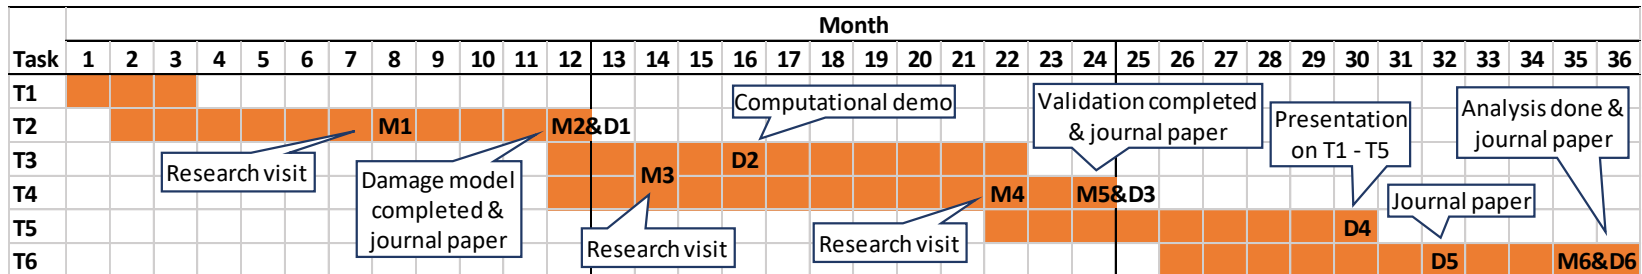 Month
Task 1 2 3 4 5 6 7 8 9 10 11 12 13 14 15 16 17 18 19 20 21 22 23 24 25 26 27 28 29 30 31 32 33 34 35 36
T1
Computational demo
Validation completed
& journal paper
Presentation
on T1 - T5
Analysis done &
journal paper
T2 M1 M2&D1
Research visit
Damage model
completed &
journal paper
T3 D2
M3
T4 M4 M5&D3
Research visit
Research visit
Journal paper
T5 D4
T6 D5 M6&D6